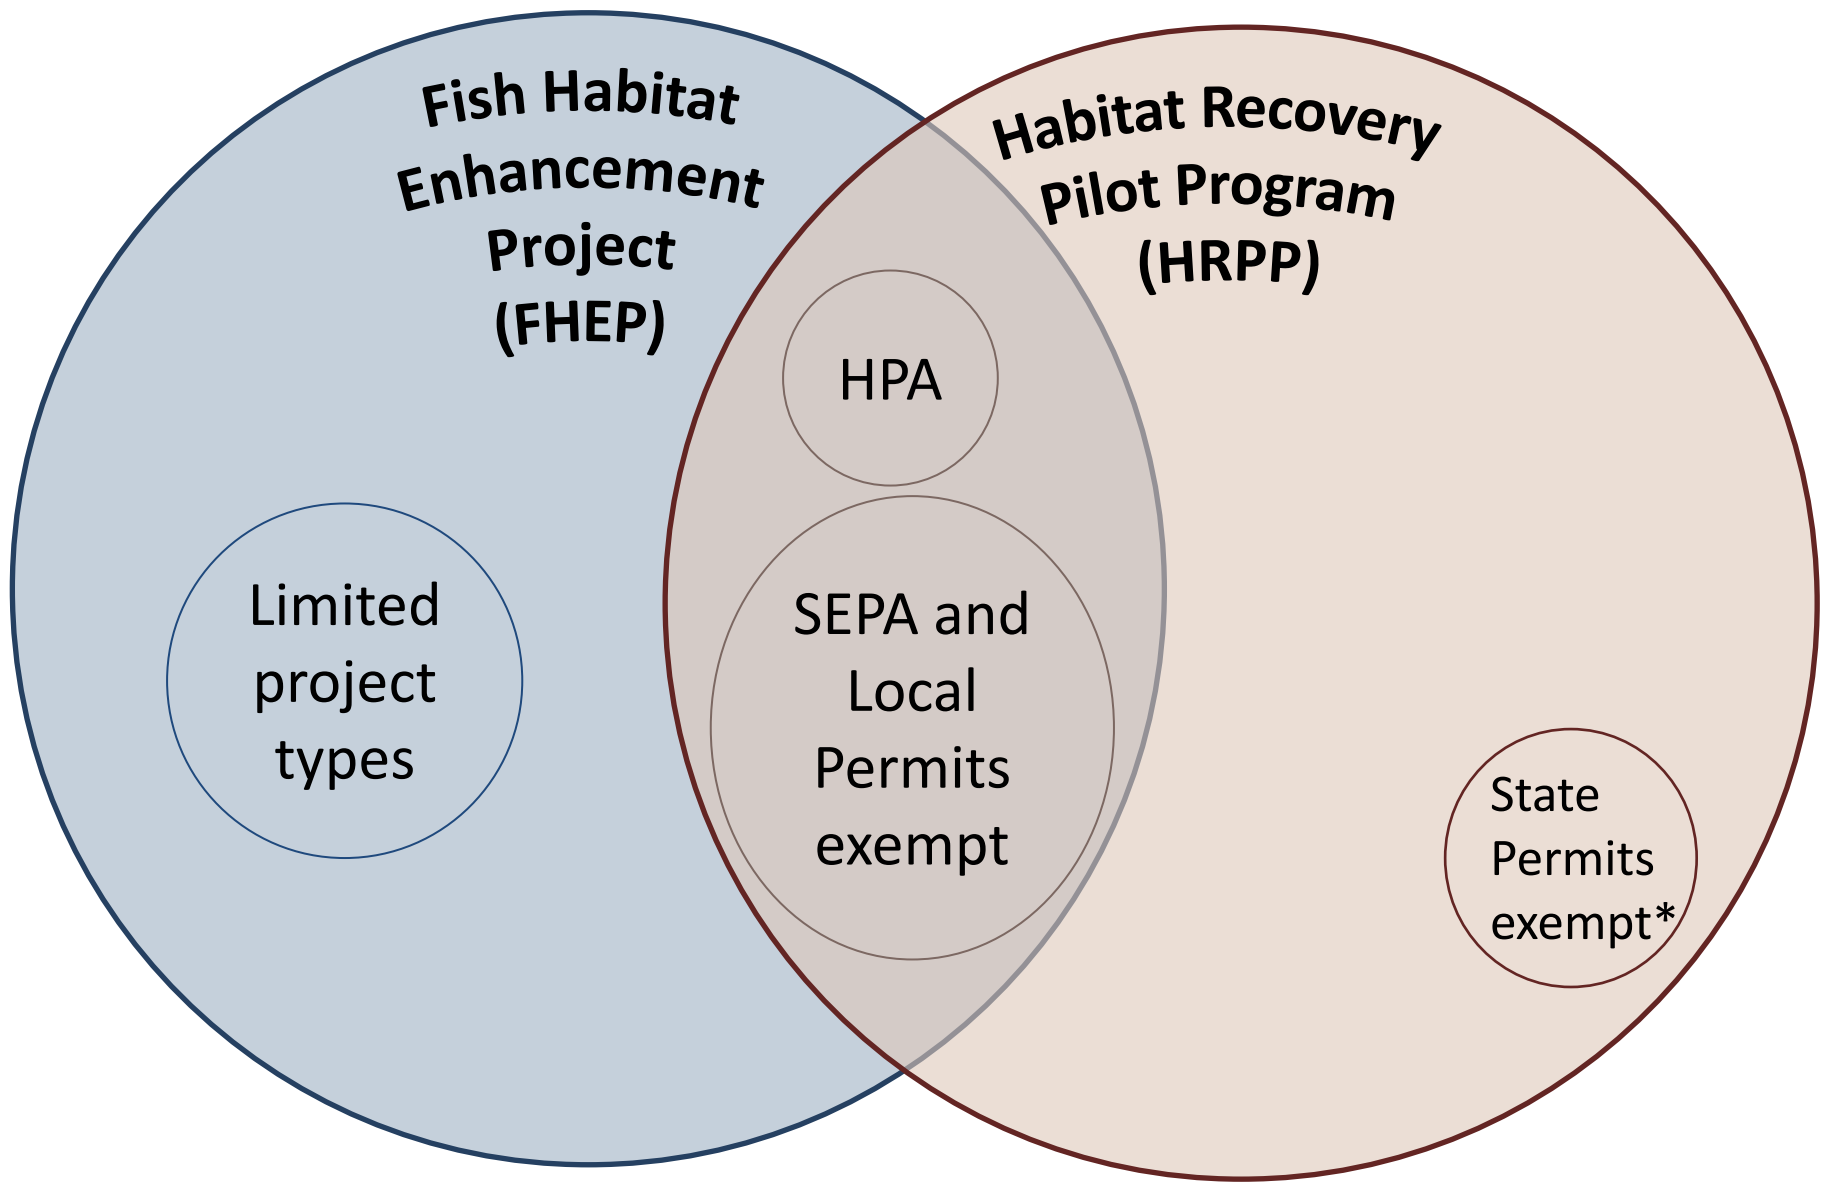 Fish Habitat
Enhancement
Project
(FHEP)
Habitat Recovery
Pilot Program
(HRPP)
HPA
Limited
project
types
SEPA and
Local
Permits
exempt
State
Permits
exempt*